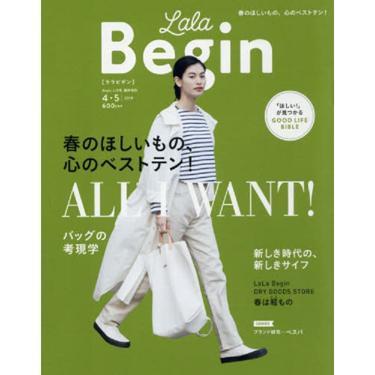 春のほしいもの、心のベストテン！
LaLa
Begin
[ララビギン]
4・5
600
「ほしい！」
が見つかる
GOOD LIFE
BIBLE
春のほしいもの、
心のベストテン！
ALL I WANT!
バッグの
考現学
新しき時代の、
新しきサイフ
LaLa Begin
DRY GOODS STORE
春は軽もの
ブランド研究…ベスパ